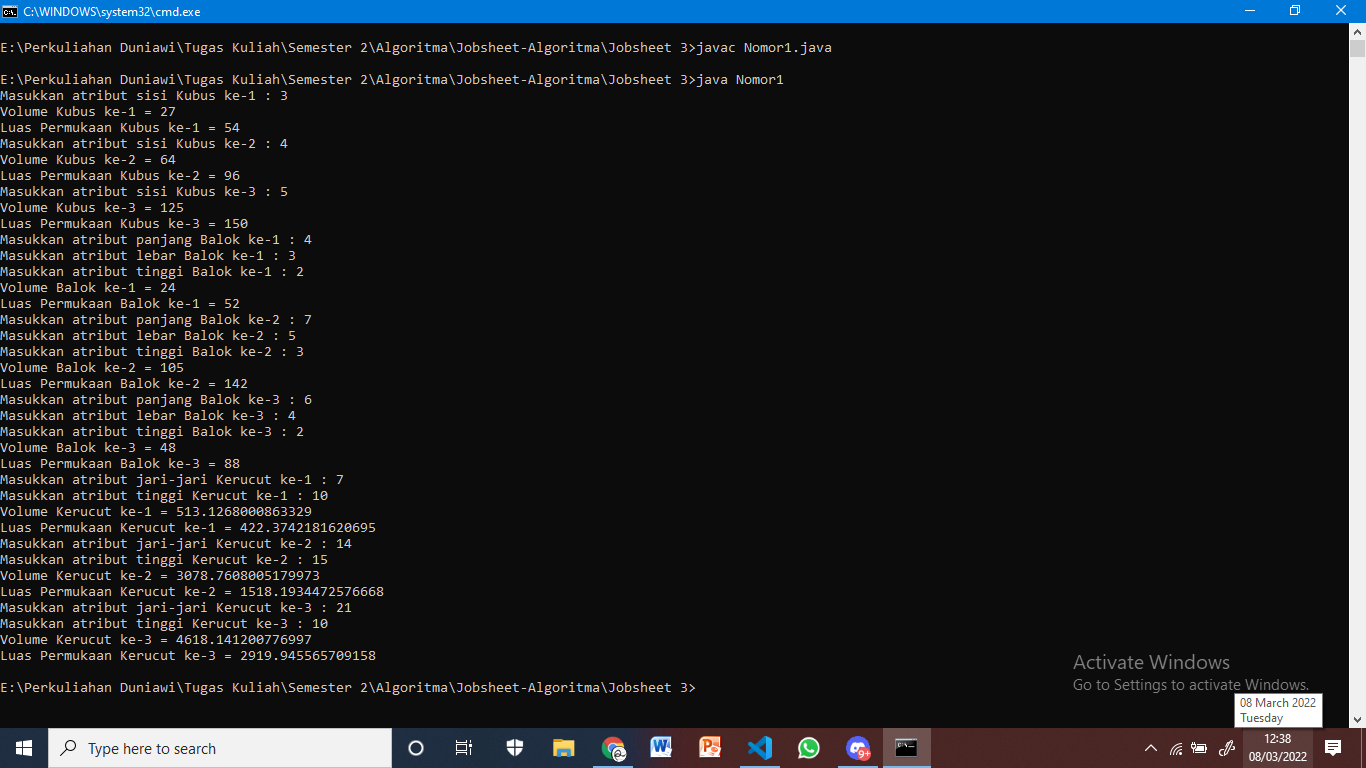 C:\WINDOWS\system32\cmd.exe
E:\Perkuliahan Duniawi\Tugas Kuliah\Semester 2\Algoritma\Jobsheet-Algoritma\Jobsheet 3>javac Nomor1.java
E:\Perkuliahan Duniawi\Tugas Kuliah\Semester 2\Algoritma\Jobsheet-Algoritma\Jobsheet 3>java Nomor1
Masukkan atribut sisi Kubus ke-1 : 3
Volume Kubus ke-1 = 27
Luas Permukaan Kubus ke-1 = 54
Masukkan atribut sisi Kubus ke-2 : 4
Volume Kubus ke-2 = 64
Luas Permukaan Kubus ke-2 = 96
Masukkan atribut sisi Kubus ke-3 : 5
Volume Kubus ke-3 = 125
Luas Permukaan Kubus ke-3 = 150
Masukkan atribut panjang Balok ke-1 : 4
Masukkan atribut lebar Balok ke-1 : 3
Masukkan atribut tinggi Balok ke-1 : 2
Volume Balok ke-1 = 24
Luas Permukaan Balok ke-1 = 52
Masukkan atribut panjang Balok ke-2 : 7
Masukkan atribut lebar Balok ke-2 : 5
Masukkan atribut tinggi Balok ke-2 : 3
Volume Balok ke-2 = 105
Luas Permukaan Balok ke-2 = 142
Masukkan atribut panjang Balok ke-3 : 6
Masukkan atribut lebar Balok ke-3 : 4
Masukkan atribut tinggi Balok ke-3 : 2
Volume Balok ke-3 = 48
Luas Permukaan Balok ke-3 = 88
Masukkan atribut jari-jari Kerucut ke-1 : 7
Masukkan atribut tinggi Kerucut ke-1 : 10
Volume Kerucut ke-1 = 513.1268000863329
Luas Permukaan Kerucut ke-1 = 422.3742181620695
Masukkan atribut jari-jari Kerucut ke-2 : 14
Masukkan atribut tinggi Kerucut ke-2 : 15
Volume Kerucut ke-2 = 3078.7608005179973
Luas Permukaan Kerucut ke-2 = 1518.1934472576668
Masukkan atribut jari-jari Kerucut ke-3 : 21
Masukkan atribut tinggi Kerucut ke-3 : 10
Volume Kerucut ke-3 = 4618.141200776997
Luas Permukaan Kerucut ke-3 = 2919.945565709158
E:\Perkuliahan Duniawi\Tugas Kuliah\Semester 2\Algoritma\Jobsheet-Algoritma\Jobsheet 3>
Activate Windows
Go to Settings to activate Windows.
08 March 2022
Tuesday
Type here to search
9+
12:38
08/03/2022